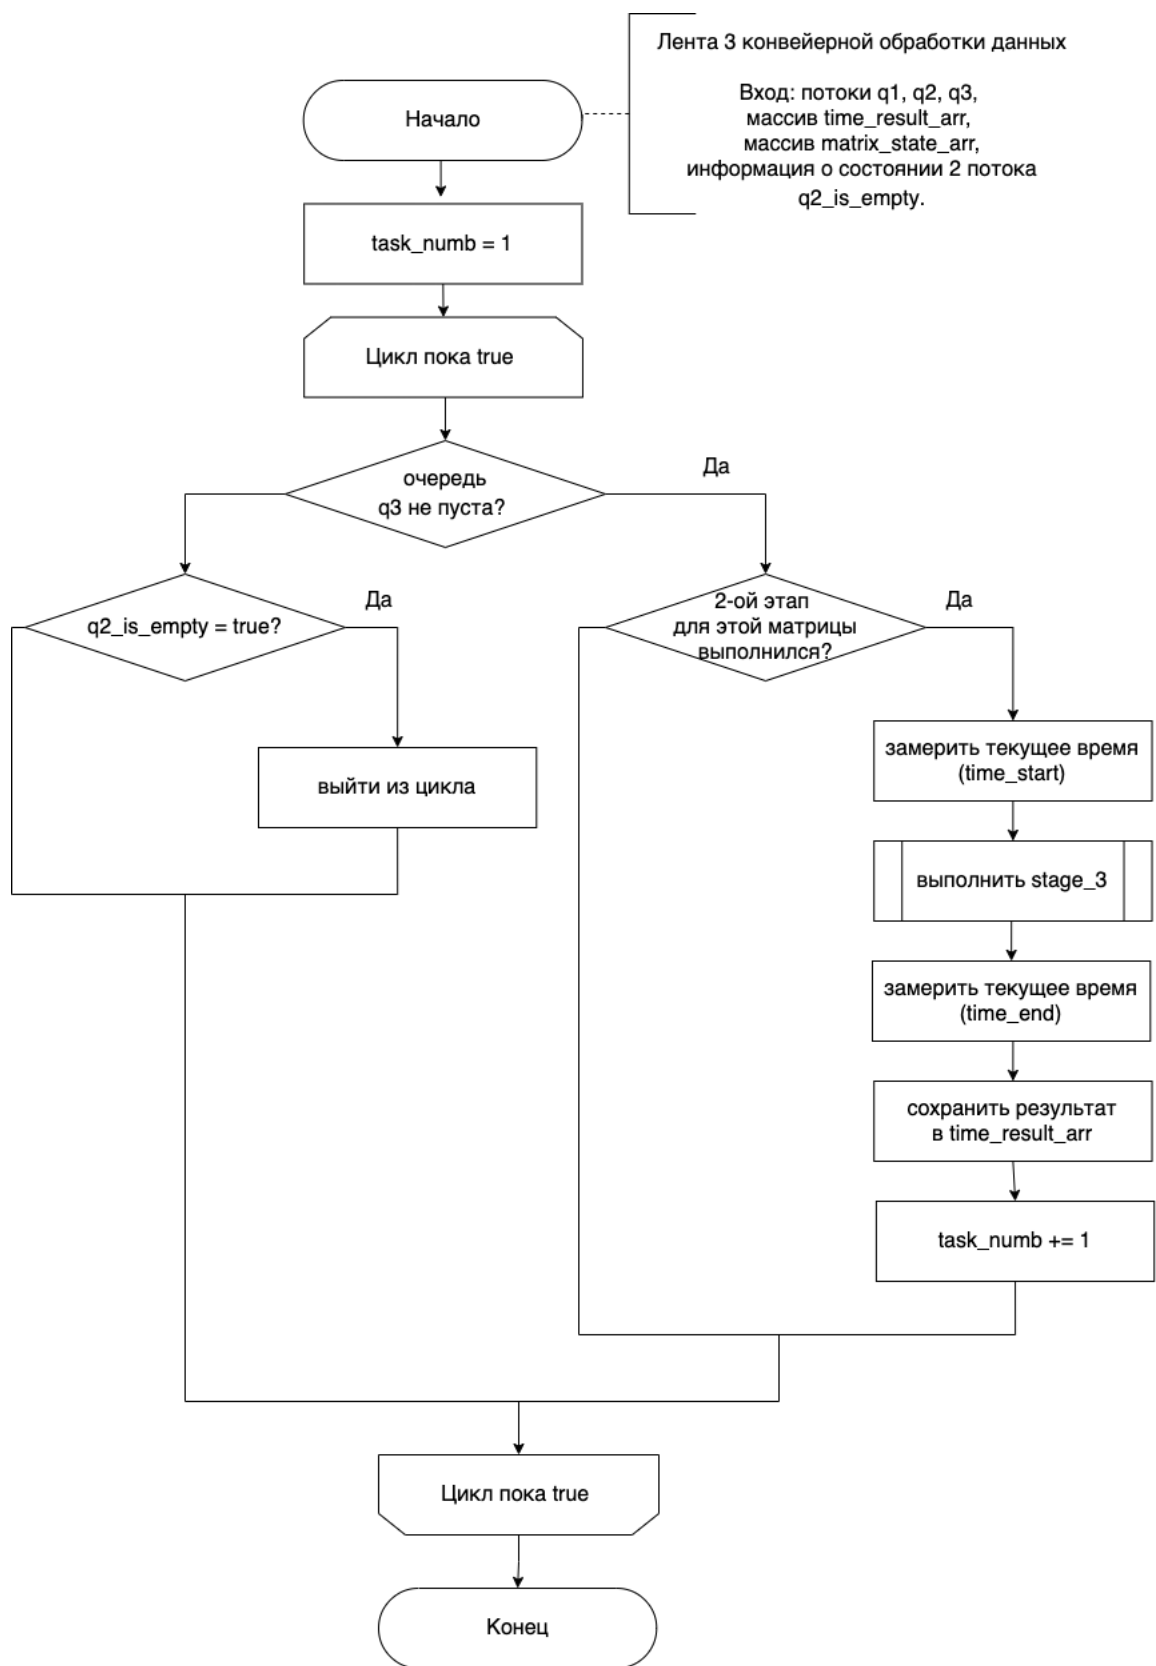 Лента 3 конвейерной обработки данных
Вход: потоки q1, q2, q3,
массив time_result_arr,
массив matrix_state_arr,
информация о состоянии 2 потока
q2_is_empty.
Начало
task_numb = 1
Цикл пока true
очередь
q3 не пуста?
Да
q2_is_empty = true?
Да
2-ой этап
для этой матрицы
выполнился?
Да
выйти из цикла
замерить текущее время
(time_start)
выполнить stage_3
замерить текущее время
(time_end)
сохранить результат
в time_result_arr
task_numb += 1
Цикл пока true
Конец